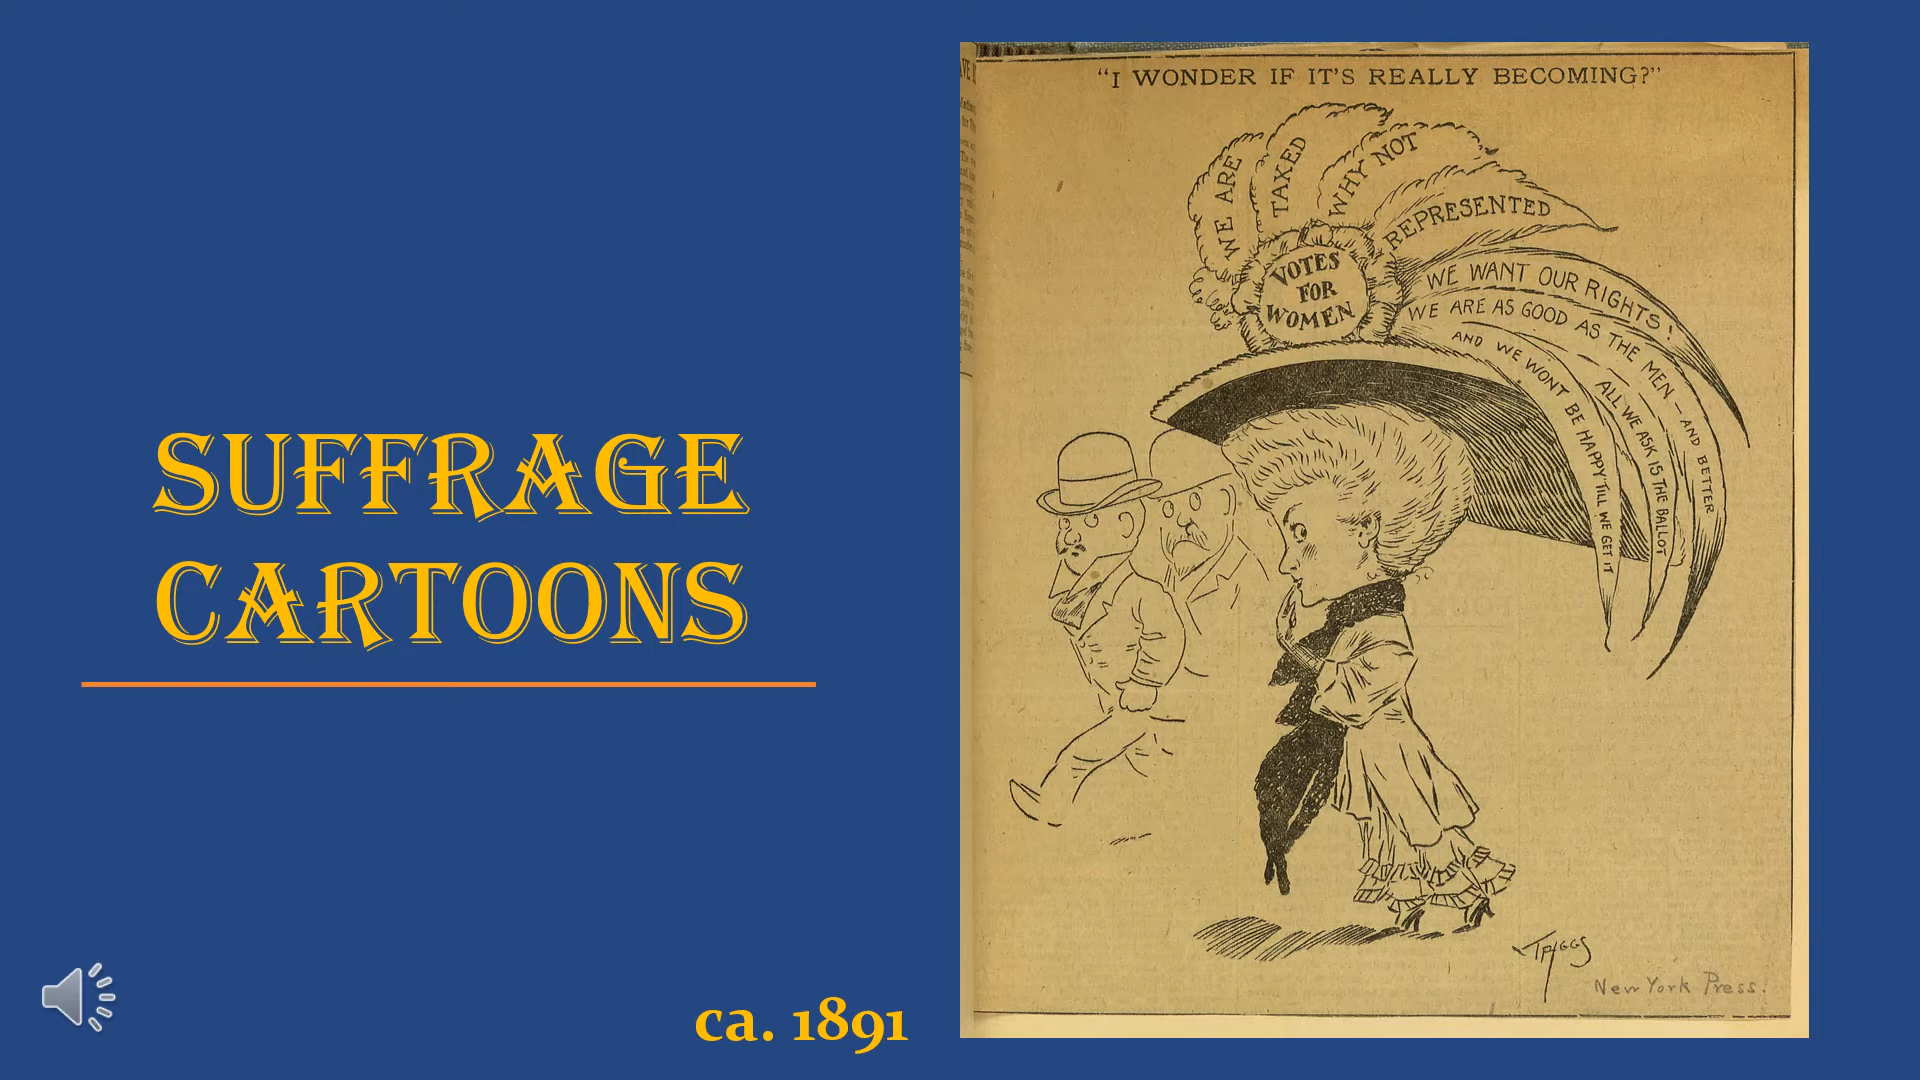 SUFFRAGE
CARTOONS
ca. 1891
"I WONDER IF IT'S REALLY BECOMING?"
WE ARE
TAXED
WHY NOT
REPRESENTED
VOTES
FOR
WOMEN
WE WANT OUR RIGHTS!
WE ARE AS GOOD AS THE MEN – AND BETTER
ALL WE ASK IS THE BALLOT
AND WE WONT BE HAPPY TILL WE GET IT
TRIGGS
New York Press.